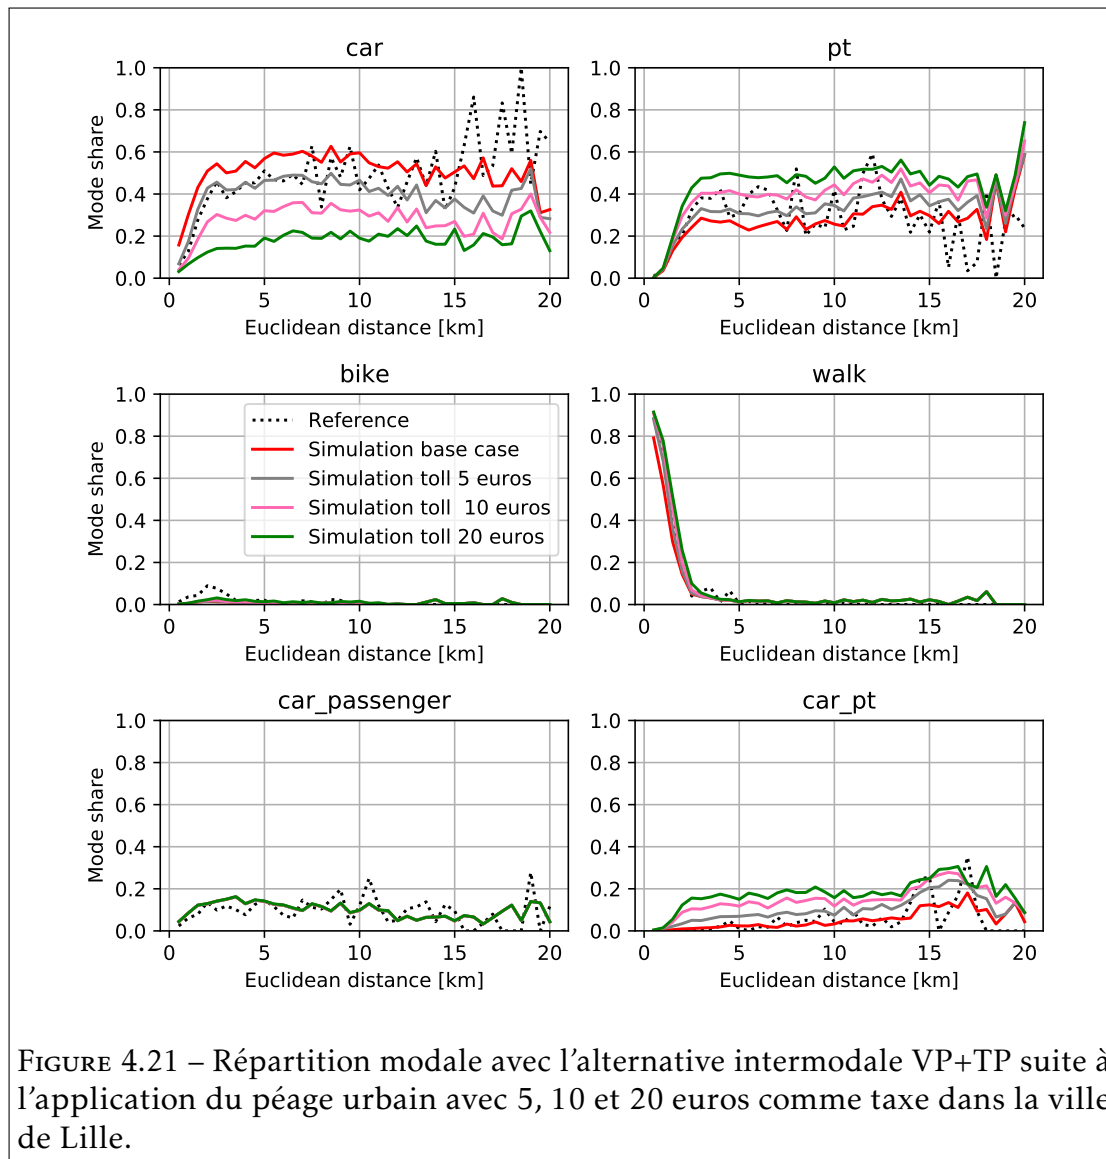 car
1.0
0.8
0.6
0.4
0.2
0.0
Mode share
0 5 10 15 20
Euclidean distance [km]
pt
1.0
0.8
0.6
0.4
0.2
0.0
0 5 10 15 20
Euclidean distance [km]
bike
1.0
0.8
0.6
0.4
0.2
0.0
Mode share
Reference
Simulation base case
Simulation toll 5 euros
Simulation toll  10 euros
Simulation toll 20 euros
0 5 10 15 20
Euclidean distance [km]
walk
1.0
0.8
0.6
0.4
0.2
0.0
0 5 10 15 20
Euclidean distance [km]
car_passenger
1.0
0.8
0.6
0.4
0.2
0.0
Mode share
0 5 10 15 20
Euclidean distance [km]
car_pt
1.0
0.8
0.6
0.4
0.2
0.0
0 5 10 15 20
Euclidean distance [km]
FIGURE 4.21 – Répartition modale avec l'alternative intermodale VP+TP suite à
l'application du péage urbain avec 5, 10 et 20 euros comme taxe dans la ville
de Lille.